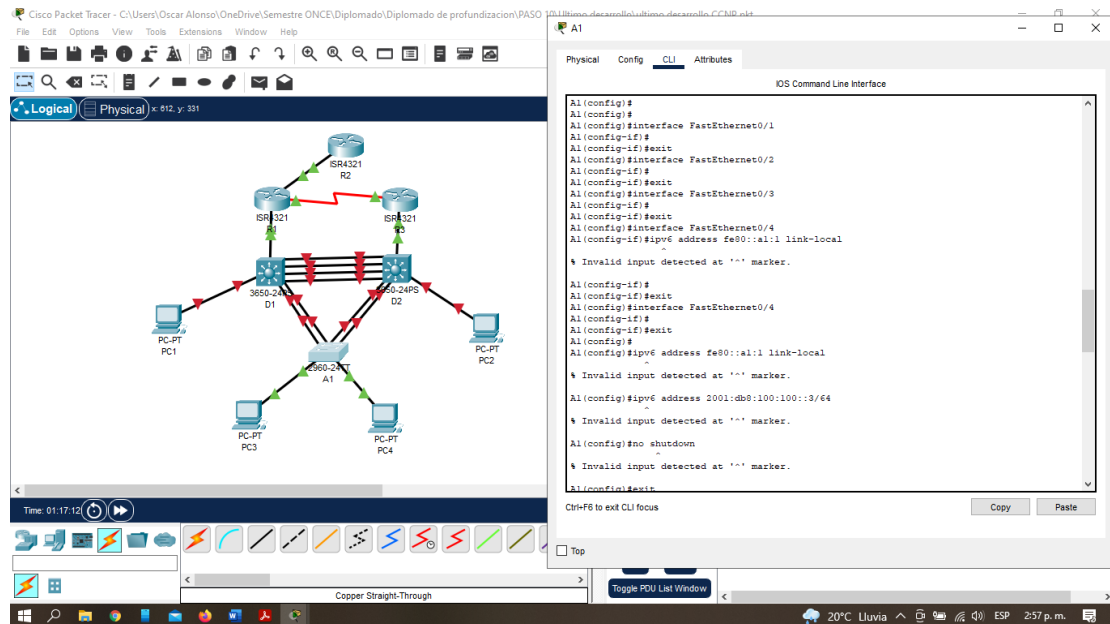 Cisco Packet Tracer - C:\Users\Oscar Alonso\OneDrive\Semestre ONCE\Diplomado\Diplomado de profundizacion\PASO 10\Ultimo desarrollo\ultimo desarrollo CCNP.pkt
File Edit Options View Tools Extensions Window Help
Logical Physical x: 612, y: 331
ISR4321
R2
ISR4321
R1
ISR4321
R3
3650-24PS
D1
3650-24PS
D2
PC-PT
PC1
PC-PT
PC2
2960-24TT
A1
PC-PT
PC3
PC-PT
PC4
Time: 01:17:12
Copper Straight-Through
Toggle PDU List Window
A1
Physical Config CLI Attributes
IOS Command Line Interface
A1(config)#
A1(config)#
A1(config)#interface FastEthernet0/1
A1(config-if)#
A1(config-if)#exit
A1(config)#interface FastEthernet0/2
A1(config-if)#
A1(config-if)#exit
A1(config)#interface FastEthernet0/3
A1(config-if)#
A1(config-if)#exit
A1(config)#interface FastEthernet0/4
A1(config-if)#ipv6 address fe80::a1:1 link-local
^
% Invalid input detected at '^' marker.
A1(config-if)#
A1(config-if)#exit
A1(config)#interface FastEthernet0/4
A1(config-if)#
A1(config-if)#exit
A1(config)#
A1(config)#ipv6 address fe80::a1:1 link-local
^
% Invalid input detected at '^' marker.
A1(config)#ipv6 address 2001:db8:100:100::3/64
^
% Invalid input detected at '^' marker.
A1(config)#no shutdown
^
% Invalid input detected at '^' marker.
A1(config)#exit
Ctrl+F6 to exit CLI focus
Copy Paste
Top
20°C Lluvia ESP 2:57 p. m.